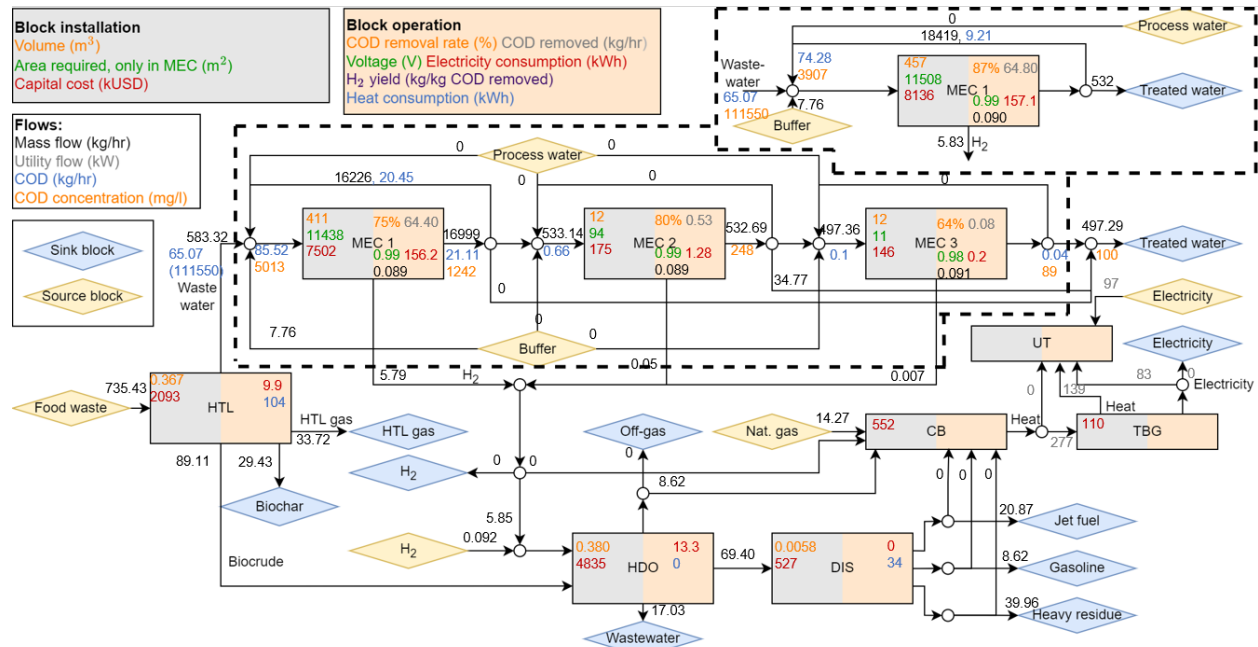 Block installation
Volume (m³)
Area required, only in MEC (m²)
Capital cost (kUSD)
Block operation
COD removal rate (%) COD removed (kg/hr)
Voltage (V) Electricity consumption (kWh)
H₂ yield (kg/kg COD removed)
Heat consumption (kWh)
Flows:
Mass flow (kg/hr)
Utility flow (kW)
COD (kg/hr)
COD concentration (mg/l)
Sink block
Source block
0
Process water
18419, 9.21
Waste-
water
65.07
111550
74.28
3907
7.76
Buffer
457
11508
8136
MEC 1
87% 64.80
0.99 157.1
0.090
532
Treated water
5.83
H₂
0
Process water
0
0
16226, 20.45
0
0
583.32
65.07
(111550)
Waste
water
85.52
5013
411
11438
7502
MEC 1
75% 64.40
0.99 156.2
0.089
16999
21.11
1242
533.14
0.66
12
94
175
MEC 2
80% 0.53
0.99 1.28
0.089
532.69
248
497.36
0.1
12
11
146
MEC 3
64% 0.08
0.98 0.2
0.091
0.04
89
497.29
100
Treated water
34.77
0
7.76
0
0
Buffer
97
Electricity
UT
Electricity
5.79
H₂
0.05
0.007
0
139
83
0
Electricity
735.43
Food waste
0.367
2093
HTL
9.9
104
HTL gas
33.72
HTL gas
89.11
29.43
Biochar
H₂
0
0
Off-gas
0
Nat. gas
14.27
552
CB
Heat
277
Heat
110
TBG
8.62
0
0
0
5.85
0.092
H₂
Biocrude
0.380
4835
HDO
13.3
0
69.40
0.0058
527
DIS
0
34
20.87
Jet fuel
8.62
Gasoline
39.96
Heavy residue
17.03
Wastewater